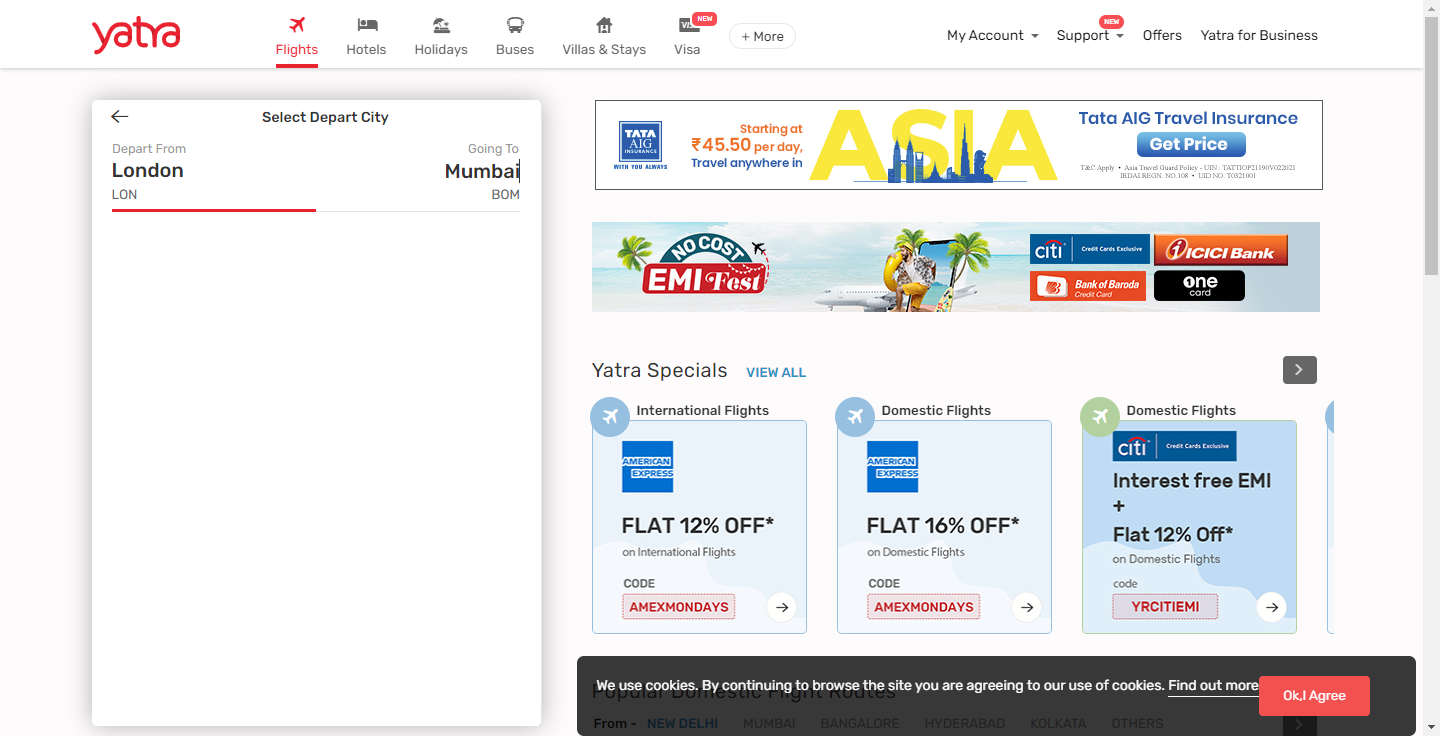 yatra
Flights
Hotels
Holidays
Buses
Villas & Stays
VISA
NEW
Visa
+ More
My Account
NEW
Support
Offers
Yatra for Business
Select Depart City
Depart From
London
LON
Going To
Mumbai
BOM
TATA
AIG
INSURANCE
WITH YOU ALWAYS
Starting at
₹45.50 per day,
Travel anywhere in
ASIA
Tata AIG Travel Insurance
Get Price
T&C Apply • Asia Travel Guard Policy - UIN : TATTIOP21190V022021
IRDAI REGN. NO.108 • UID NO T0321001
NO COST
EMI Fest
citi Credit Cards Exclusive
ICICI Bank
Bank of Baroda
Credit Card
one
card
Yatra Specials
VIEW ALL
International Flights
AMERICAN
EXPRESS
FLAT 12% OFF*
on International Flights
CODE
AMEXMONDAYS
Domestic Flights
AMERICAN
EXPRESS
FLAT 16% OFF*
on Domestic Flights
CODE
AMEXMONDAYS
Domestic Flights
citi Credit Cards Exclusive
Interest free EMI
+
Flat 12% Off*
on Domestic Flights
code
YRCITIEMI
Popular Domestic Flight Routes
We use cookies. By continuing to browse the site you are agreeing to our use of cookies. Find out more
Ok,I Agree
From - NEW DELHI MUMBAI BANGALORE HYDERABAD KOLKATA OTHERS